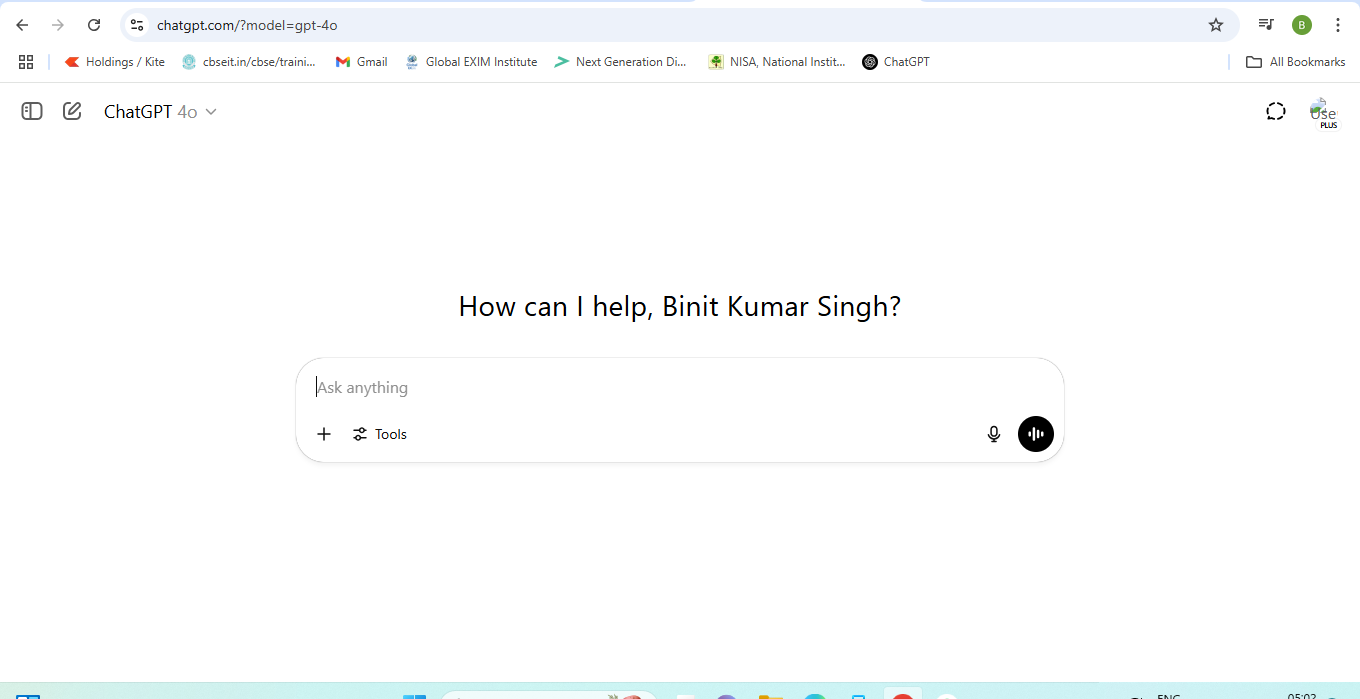 chatgpt.com/?model=gpt-4o
B
Holdings / Kite
cbseit.in/cbse/traini...
Gmail
Global EXIM Institute
Next Generation Di...
NISA, National Instit...
ChatGPT
All Bookmarks
ChatGPT 4o
Use
PLUS
How can I help, Binit Kumar Singh?
Ask anything
Tools
ENG
05:02